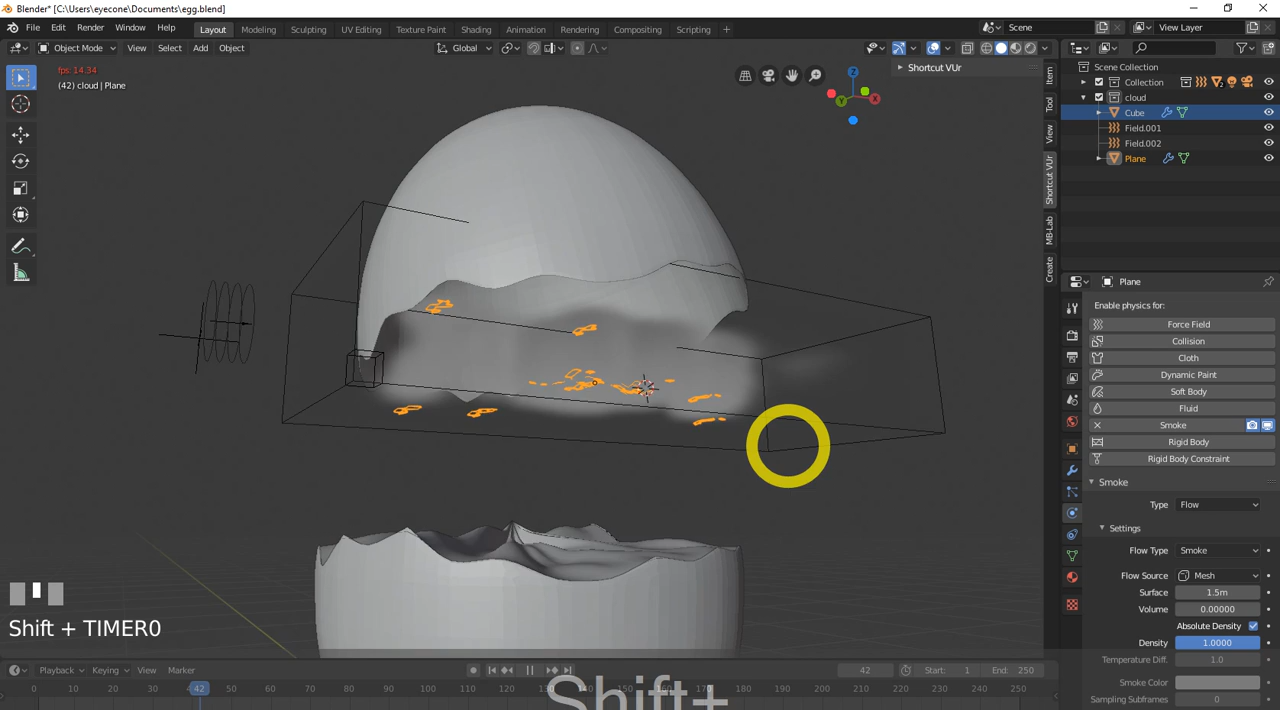 Blender* [C:\Users\eyecone\Documents\egg.blend]
File Edit Render Window Help Layout Modeling Sculpting UV Editing Texture Paint Shading Animation Rendering Compositing Scripting + Scene View Layer
Object Mode View Select Add Object Global
fps: 14.34
(42) cloud | Plane
Shortcut VUr
Z
X
Y
Item
Tool
View
Shortcut VUr
MB-Lab
Create
Scene Collection
Collection
cloud
Cube
Field.001
Field.002
Plane
Plane
Enable physics for:
Force Field
Collision
Cloth
Dynamic Paint
Soft Body
Fluid
Smoke
Rigid Body
Rigid Body Constraint
Smoke
Type Flow
Settings
Flow Type Smoke
Flow Source Mesh
Surface 1.5m
Volume 0.00000
Absolute Density
Density 1.0000
Temperature Diff. 1.0
Smoke Color
Sampling Subframes 0
Shift + TIMER0
Playback Keying View Marker 42 Start: 1 End: 250
0 42 50 60 70 80 90 100 110 120 130 140 150 160 170 180 190 200 210 220 230 240 250
Shift+